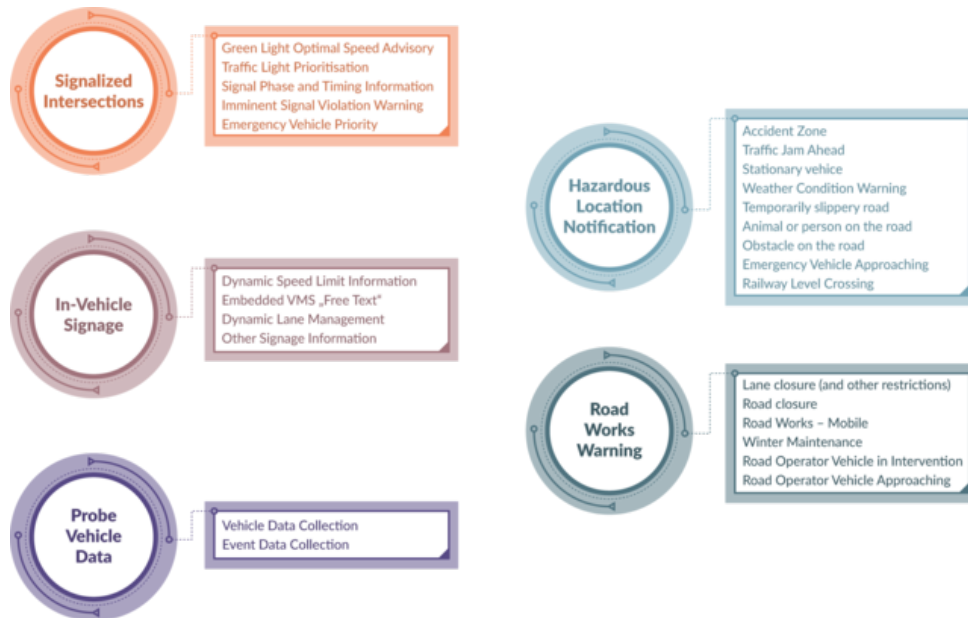 Signalized
Intersections
Green Light Optimal Speed Advisory
Traffic Light Prioritisation
Signal Phase and Timing Information
Imminent Signal Violation Warning
Emergency Vehicle Priority
In-Vehicle
Signage
Dynamic Speed Limit Information
Embedded VMS „Free Text“
Dynamic Lane Management
Other Signage Information
Probe
Vehicle
Data
Vehicle Data Collection
Event Data Collection
Hazardous
Location
Notification
Accident Zone
Traffic Jam Ahead
Stationary vehice
Weather Condition Warning
Temporarily slippery road
Animal or person on the road
Obstacle on the road
Emergency Vehicle Approaching
Railway Level Crossing
Road
Works
Warning
Lane closure (and other restrictions)
Road closure
Road Works – Mobile
Winter Maintenance
Road Operator Vehicle in Intervention
Road Operator Vehicle Approaching